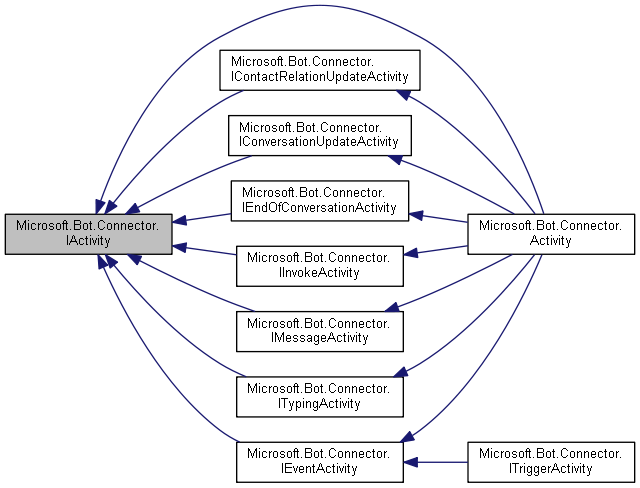 Microsoft.Bot.Connector.
IContactRelationUpdateActivity
Microsoft.Bot.Connector.
IConversationUpdateActivity
Microsoft.Bot.Connector.
IEndOfConversationActivity
Microsoft.Bot.Connector.
IActivity
Microsoft.Bot.Connector.
Activity
Microsoft.Bot.Connector.
IInvokeActivity
Microsoft.Bot.Connector.
IMessageActivity
Microsoft.Bot.Connector.
ITypingActivity
Microsoft.Bot.Connector.
IEventActivity
Microsoft.Bot.Connector.
ITriggerActivity